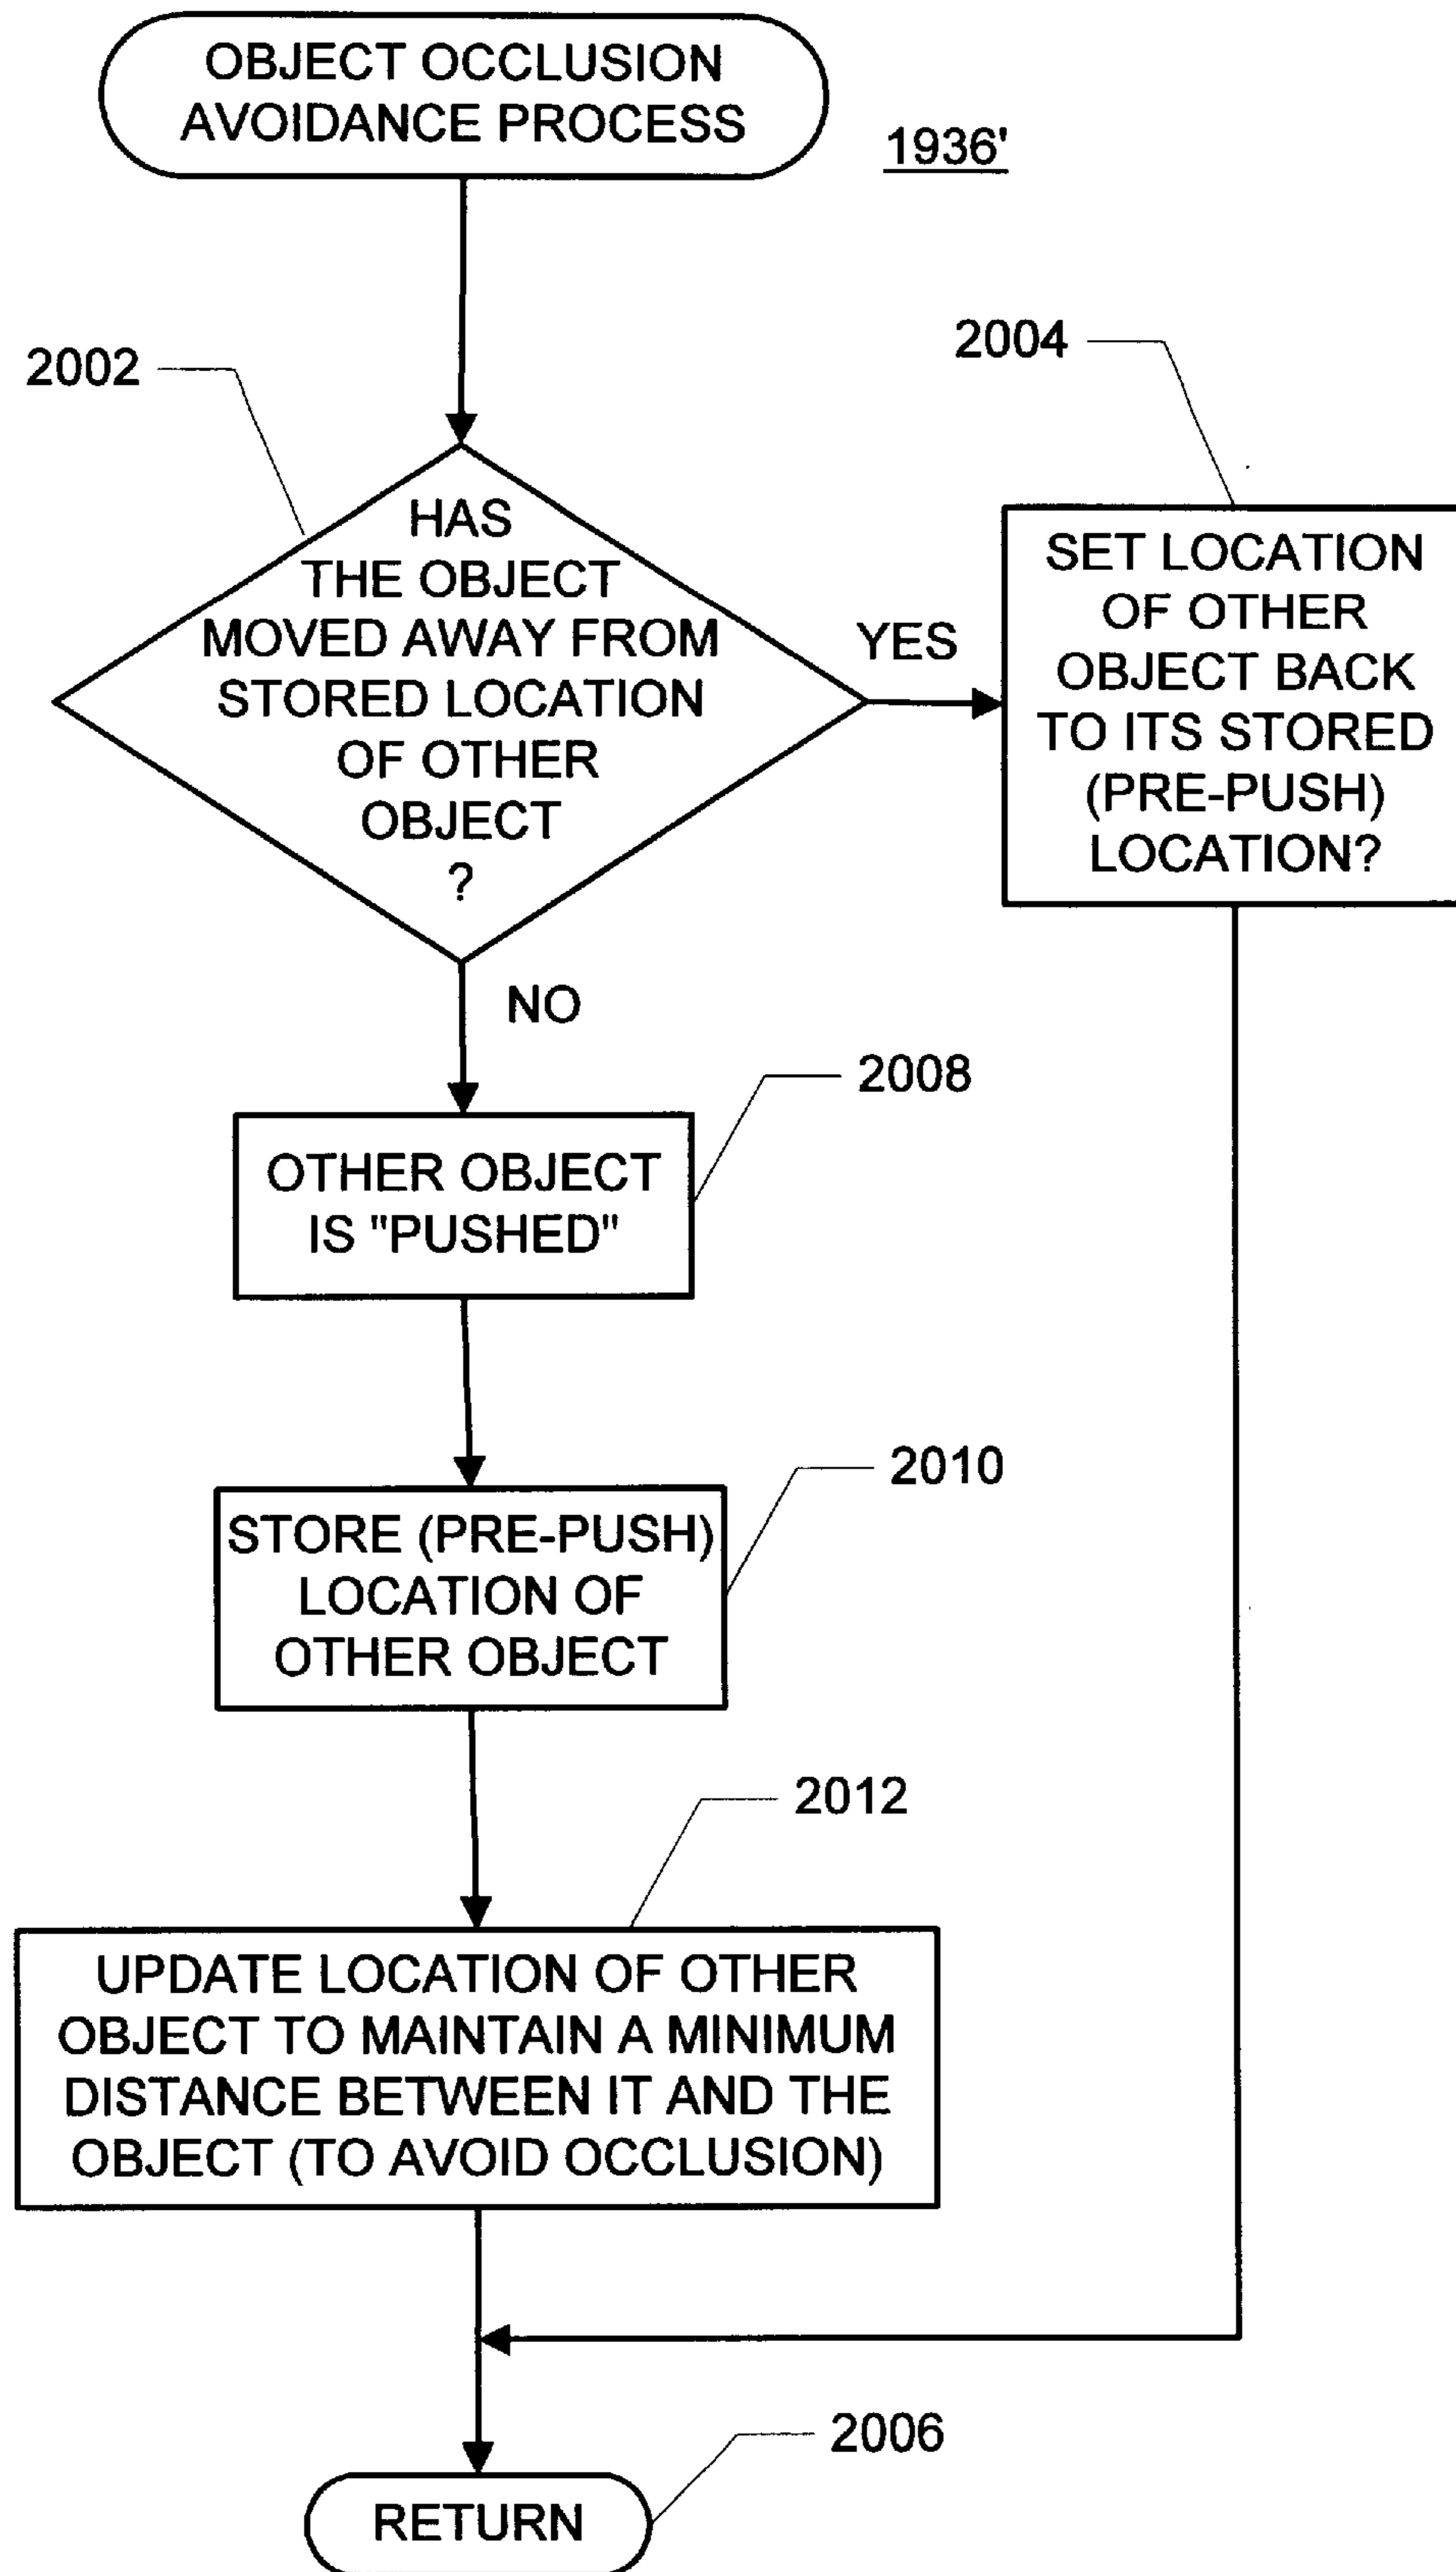 OBJECT OCCLUSION
AVOIDANCE PROCESS
1936'
2002
2004
HAS
THE OBJECT
MOVED AWAY FROM
STORED LOCATION
OF OTHER
OBJECT
?
YES
SET LOCATION
OF OTHER
OBJECT BACK
TO ITS STORED
(PRE-PUSH)
LOCATION?
NO
2008
OTHER OBJECT
IS "PUSHED"
2010
STORE (PRE-PUSH)
LOCATION OF
OTHER OBJECT
2012
UPDATE LOCATION OF OTHER
OBJECT TO MAINTAIN A MINIMUM
DISTANCE BETWEEN IT AND THE
OBJECT (TO AVOID OCCLUSION)
2006
RETURN